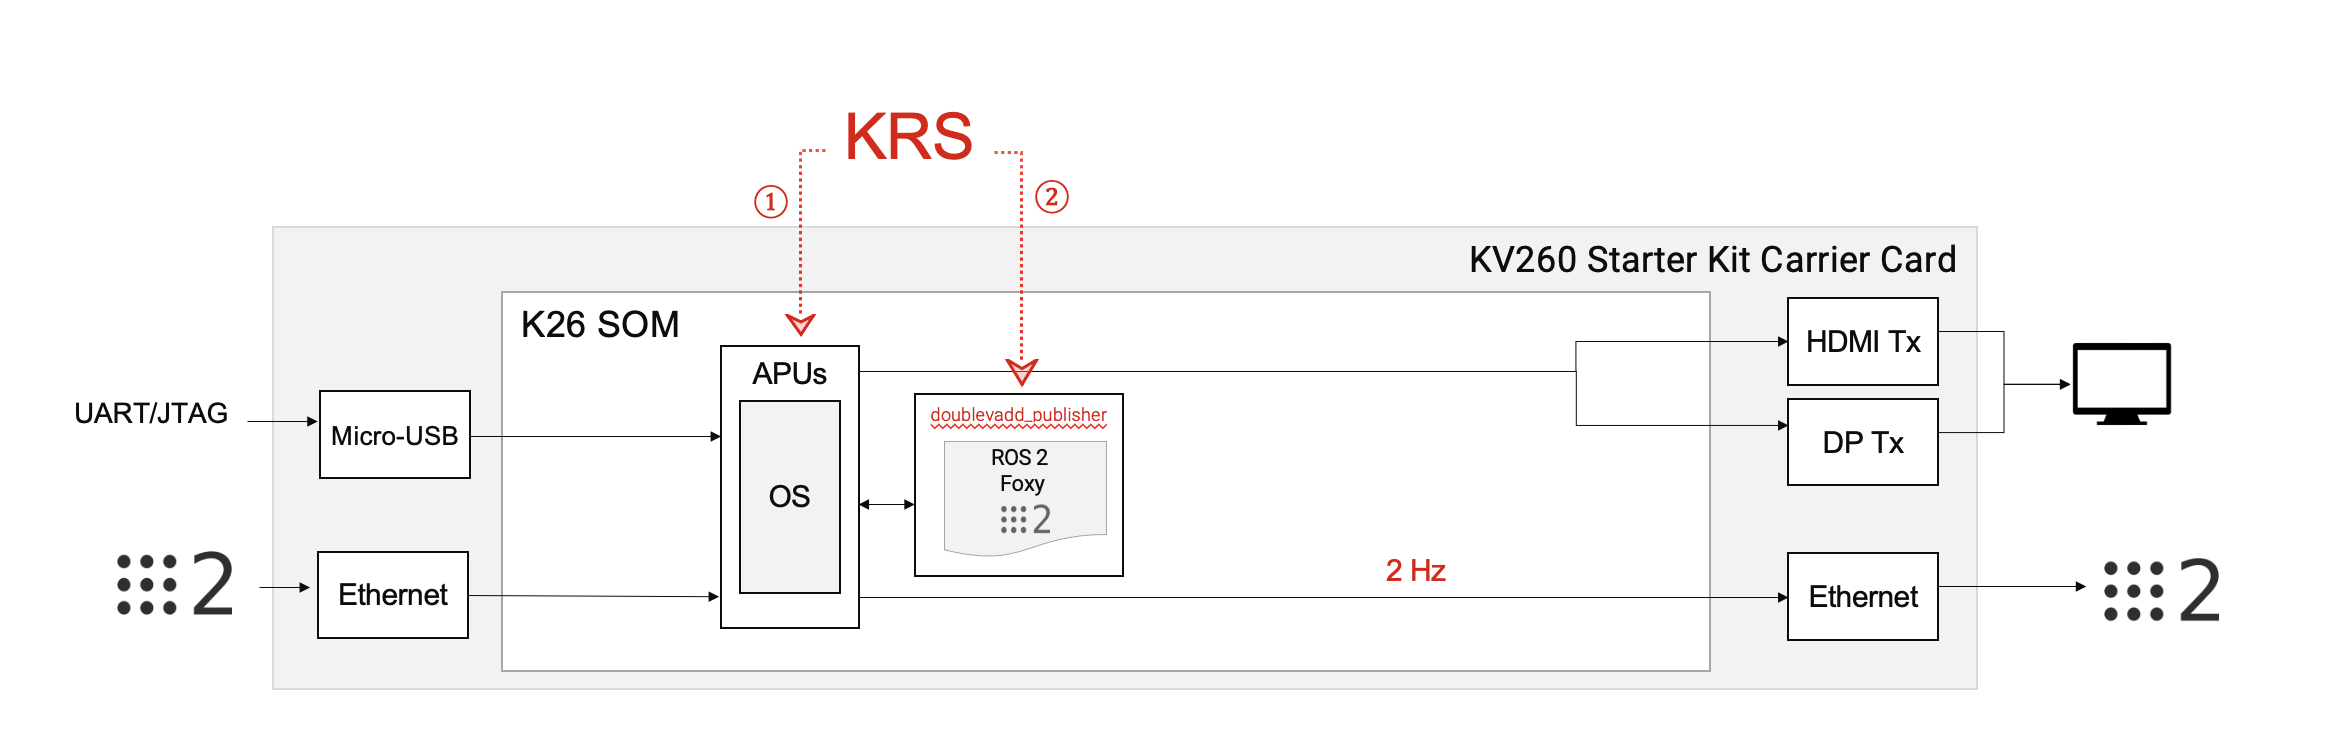 KRS
①
②
KV260 Starter Kit Carrier Card
K26 SOM
HDMI Tx
APUs
UART/JTAG
doublevadd_publisher
Micro-USB
DP Tx
ROS 2
Foxy
OS
2
2 Hz
2
Ethernet
Ethernet
2